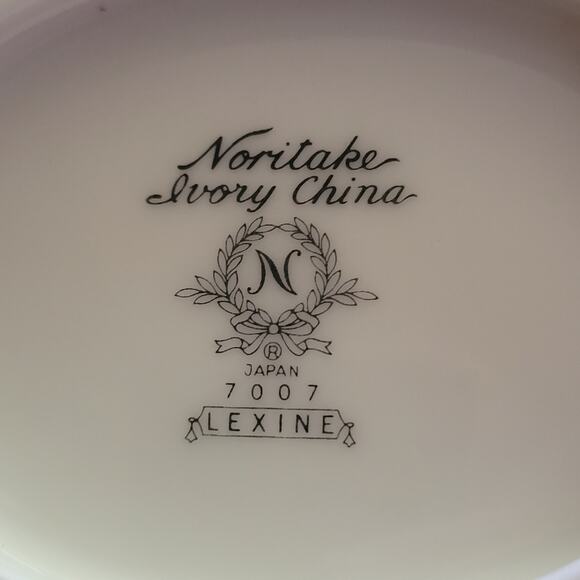 Noritake
Ivory China
N
®
JAPAN
7007
LEXINE